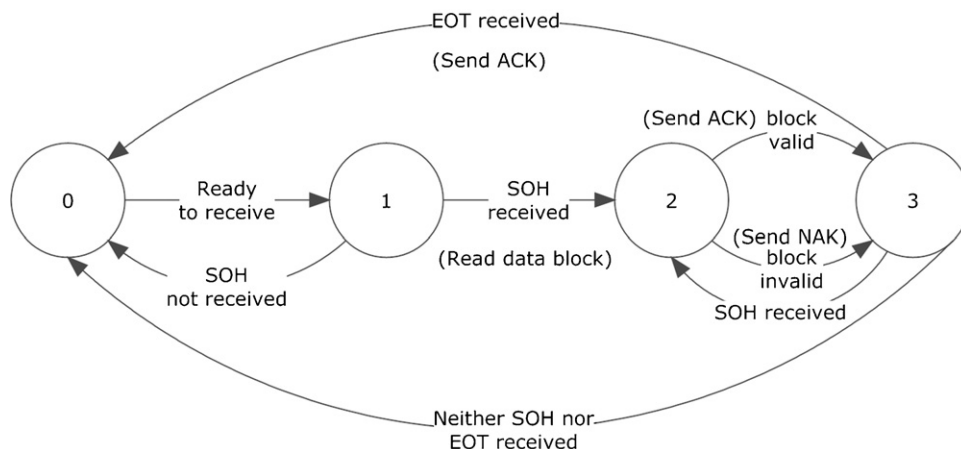 EOT received
(Send ACK)
(Send ACK) block
valid
0
Ready
to receive
1
SOH
received
2
3
(Read data block)
SOH
not received
(Send NAK)
block
invalid
SOH received
Neither SOH nor
EOT received